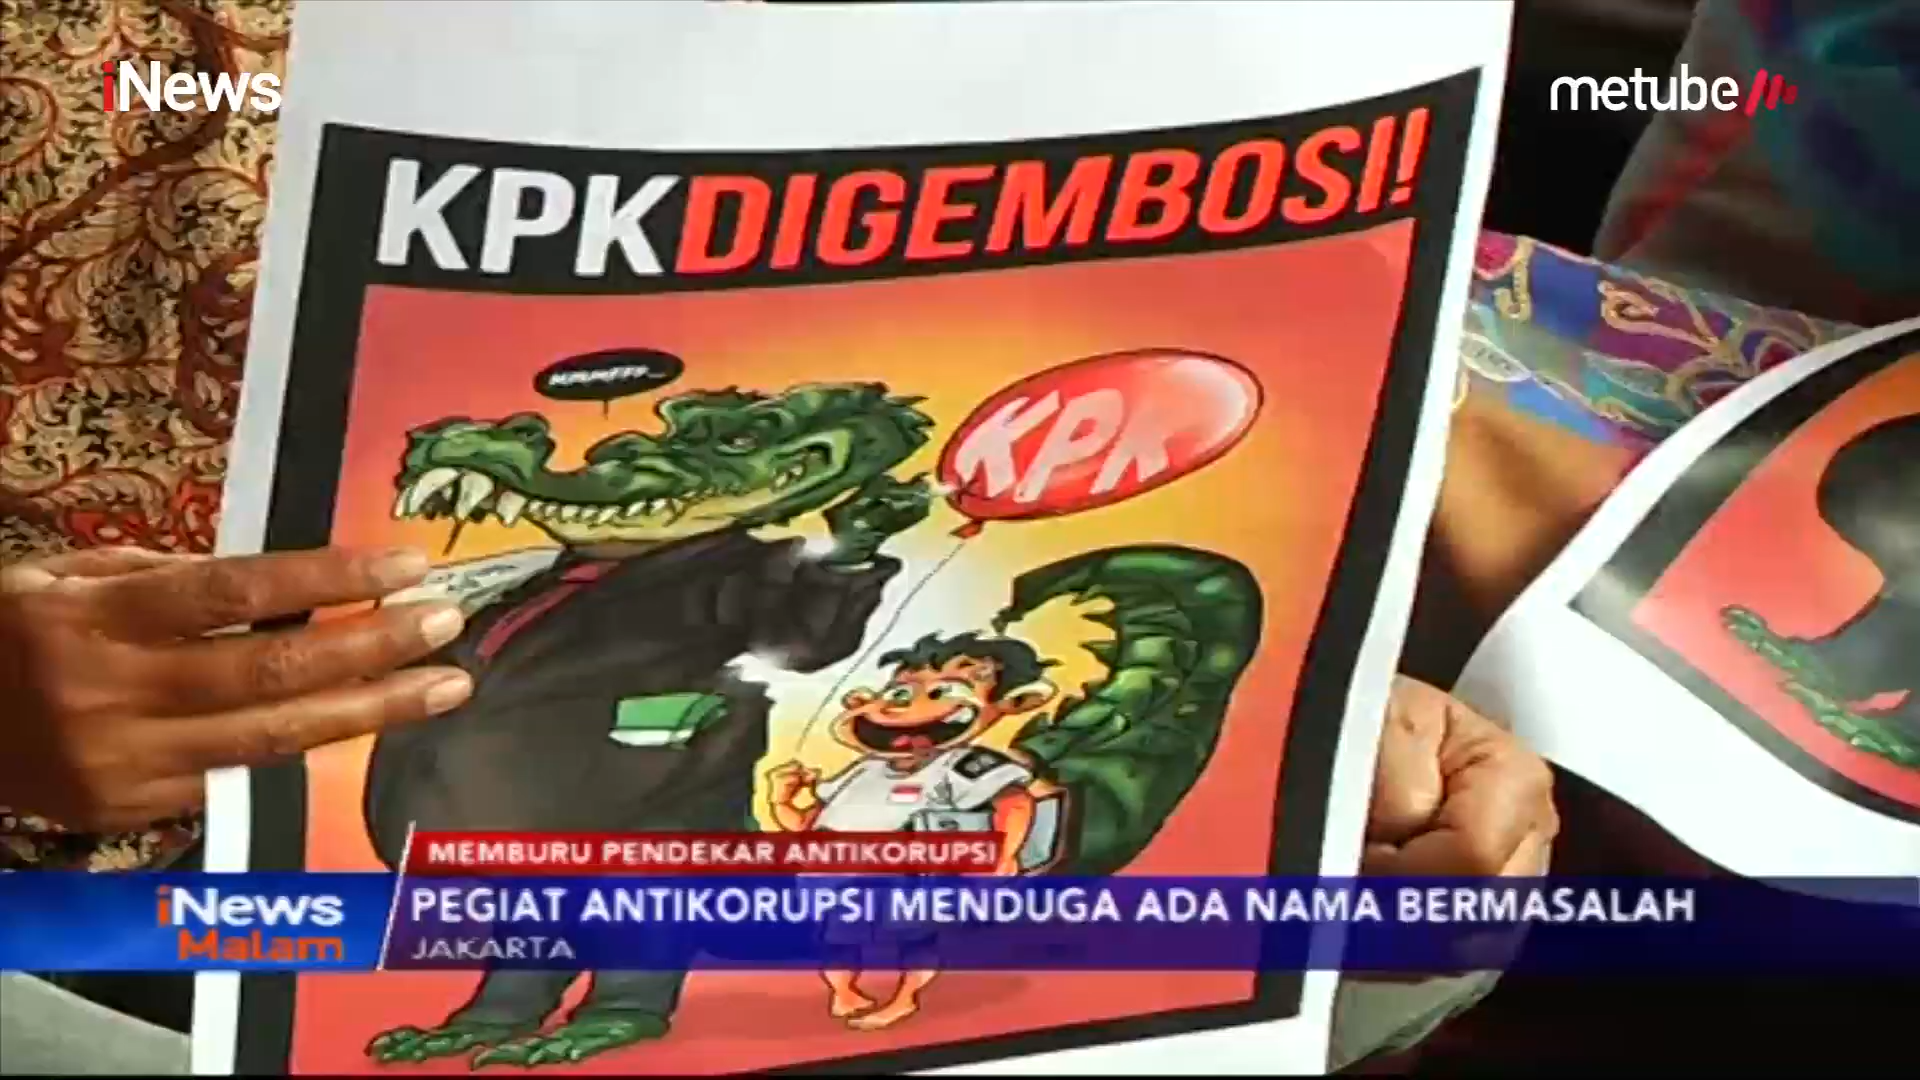 iNews
metube
KPK DIGEMBOSI!
KPK
MEMBURU PENDEKAR ANTIKORUPSI
iNews Malam
PEGIAT ANTIKORUPSI MENDUGA ADA NAMA BERMASALAH
JAKARTA